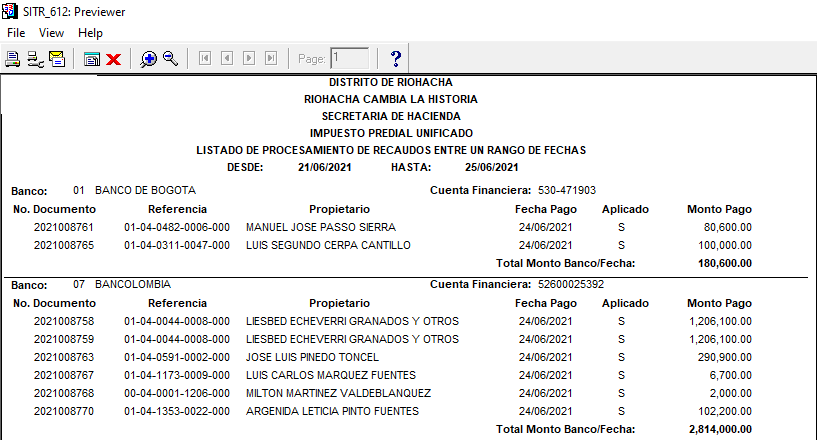 SITR_612: Previewer
File View Help
Page: 1
DISTRITO DE RIOHACHA
RIOHACHA CAMBIA LA HISTORIA
SECRETARIA DE HACIENDA
IMPUESTO PREDIAL UNIFICADO
LISTADO DE PROCESAMIENTO DE RECAUDOS ENTRE UN RANGO DE FECHAS
DESDE: 21/06/2021 HASTA: 25/06/2021
Banco: 01 BANCO DE BOGOTA Cuenta Financiera: 530-471903
No. Documento Referencia Propietario Fecha Pago Aplicado Monto Pago
2021008761 01-04-0482-0006-000 MANUEL JOSE PASSO SIERRA 24/06/2021 S 80,600.00
2021008765 01-04-0311-0047-000 LUIS SEGUNDO CERPA CANTILLO 24/06/2021 S 100,000.00
Total Monto Banco/Fecha: 180,600.00
Banco: 07 BANCOLOMBIA Cuenta Financiera: 52600025392
No. Documento Referencia Propietario Fecha Pago Aplicado Monto Pago
2021008758 01-04-0044-0008-000 LIESBED ECHEVERRI GRANADOS Y OTROS 24/06/2021 S 1,206,100.00
2021008759 01-04-0044-0008-000 LIESBED ECHEVERRI GRANADOS Y OTROS 24/06/2021 S 1,206,100.00
2021008763 01-04-0591-0002-000 JOSE LUIS PINEDO TONCEL 24/06/2021 S 290,900.00
2021008767 01-04-1173-0009-000 LUIS CARLOS MARQUEZ FUENTES 24/06/2021 S 6,700.00
2021008768 00-04-0001-1206-000 MILTON MARTINEZ VALDEBLANQUEZ 24/06/2021 S 2,000.00
2021008770 01-04-1353-0022-000 ARGENIDA LETICIA PINTO FUENTES 24/06/2021 S 102,200.00
Total Monto Banco/Fecha: 2,814,000.00